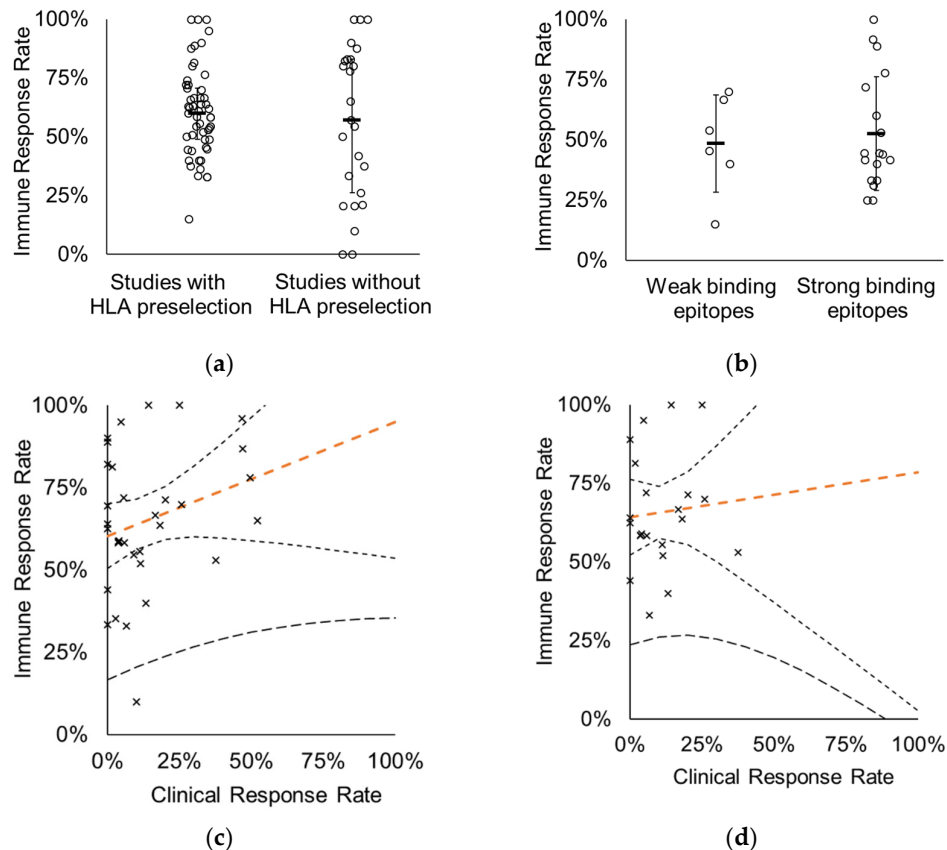 Immune Response Rate
100%
75%
50%
25%
0%
Studies with
HLA preselection
Studies without
HLA preselection
(a)
Immune Response Rate
100%
75%
50%
25%
0%
Weak binding
epitopes
Strong binding
epitopes
(b)
Immune Response Rate
100%
75%
50%
25%
0%
0% 25% 50% 75% 100%
Clinical Response Rate
(c)
Immune Response Rate
100%
75%
50%
25%
0%
0% 25% 50% 75% 100%
Clinical Response Rate
(d)